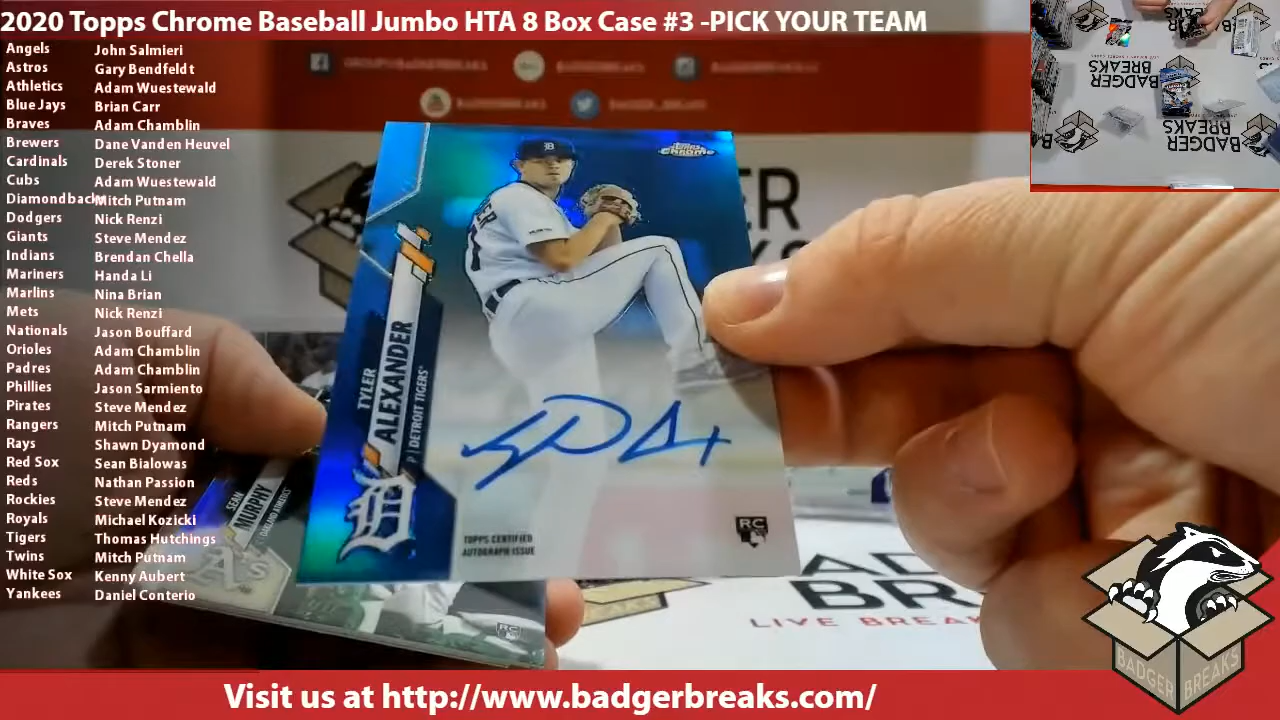 2020 Topps Chrome Baseball Jumbo HTA 8 Box Case #3 -PICK YOUR TEAM
Angels John Salmieri
Astros Gary Bendfeldt
Athletics Adam Wuestewald
Blue Jays Brian Carr
Braves Adam Chamblin
Brewers Dane Vanden Heuvel
Cardinals Derek Stoner
Cubs Adam Wuestewald
Diamondback Mitch Putnam
Dodgers Nick Renzi
Giants Steve Mendez
Indians Brendan Chella
Mariners Handa Li
Marlins Nina Brian
Mets Nick Renzi
Nationals Jason Bouffard
Orioles Adam Chamblin
Padres Adam Chamblin
Phillies Jason Sarmiento
Pirates Steve Mendez
Rangers Mitch Putnam
Rays Shawn Dyamond
Red Sox Sean Bialowas
Reds Nathan Passion
Rockies Steve Mendez
Royals Michael Kozicki
Tigers Thomas Hutchings
Twins Mitch Putnam
White Sox Kenny Aubert
Yankees Daniel Conterio
Topps
Chrome
TYLER
ALEXANDER
P | DETROIT TIGERS
TOPPS CERTIFIED
AUTOGRAPH ISSUE
RC
SEAN
MURPHY
OAKLAND ATHLETICS
A's
RC
BADGER
BREAKS
BADGER
BREAKS
LIVE BREAK
BREAKS
BADGER BREAKS
Visit us at http://www.badgerbreaks.com/